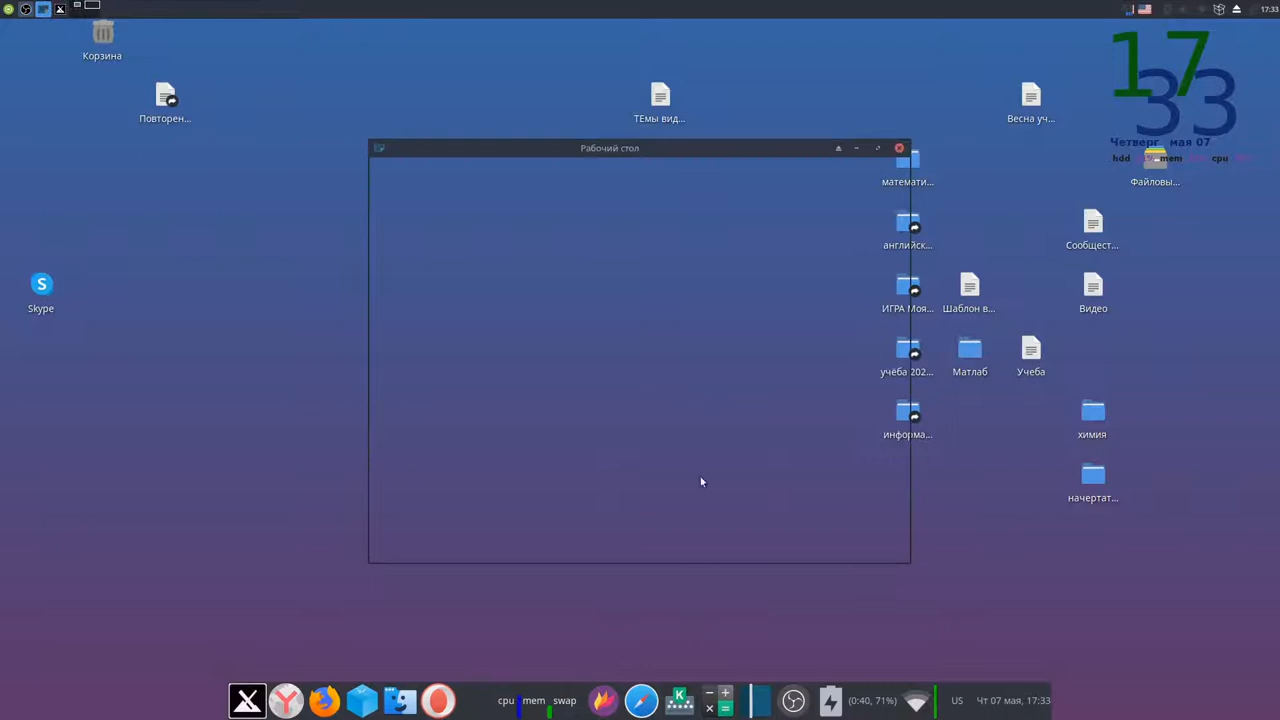 17:33
Корзина
17
33
Повторен...
ТЕмы вид...
Весна уч...
Четверг мая 07
Рабочий стол
hdd mem cpu
математи...
Файловы...
английск...
Сообщест...
S
Skype
ИГРА Моя...
Шаблон в...
Видео
учёба 202...
Матлаб
Учеба
информа...
химия
начертат...
cpu mem swap
K
(0:40, 71%)
US
Чт 07 мая, 17:33